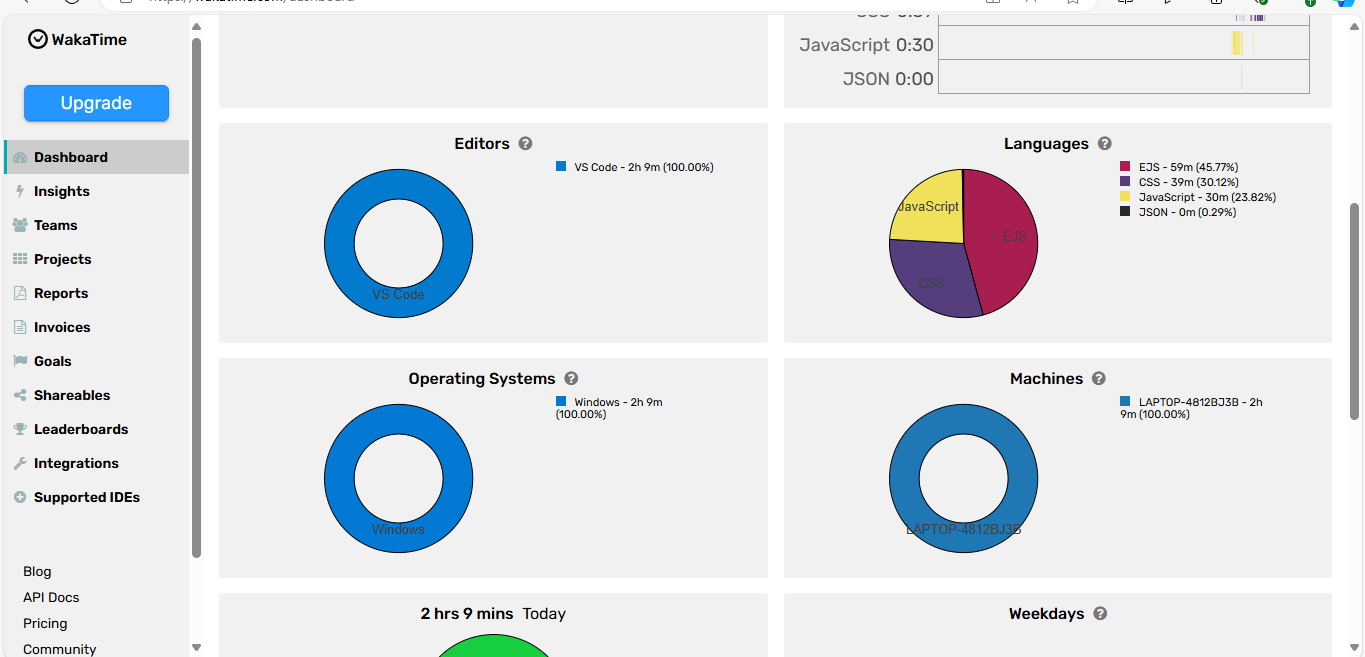 WakaTime
Upgrade
Dashboard
Insights
Teams
Projects
Reports
Invoices
Goals
Shareables
Leaderboards
Integrations
Supported IDEs
Blog
API Docs
Pricing
Community
JavaScript 0:30
JSON 0:00
Editors ?
VS Code - 2h 9m (100.00%)
VS Code
Languages ?
EJS - 59m (45.77%)
CSS - 39m (30.12%)
JavaScript - 30m (23.82%)
JSON - 0m (0.29%)
JavaScript
EJS
CSS
Operating Systems ?
Windows - 2h 9m
(100.00%)
Windows
Machines ?
LAPTOP-4812BJ3B - 2h
9m (100.00%)
LAPTOP-4812BJ3B
2 hrs 9 mins Today
Weekdays ?